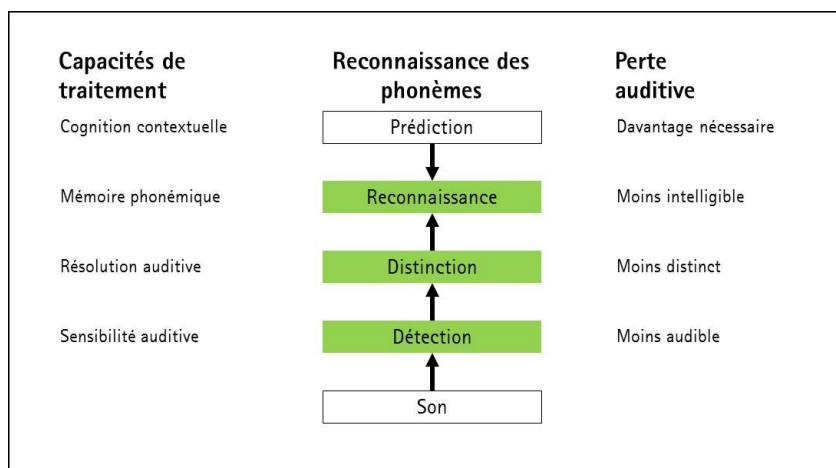 Capacités de
traitement
Reconnaissance des
phonèmes
Perte
auditive
Cognition contextuelle
Prédiction
Davantage nécessaire
Mémoire phonémique
Reconnaissance
Moins intelligible
Résolution auditive
Distinction
Moins distinct
Sensibilité auditive
Détection
Moins audible
Son